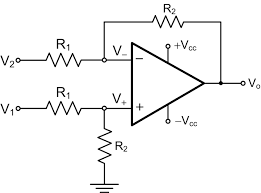 R₂
+Vcc
V₂
R₁
V₋
−
V₁
R₁
V₊
+
Vₒ
−Vcc
R₂